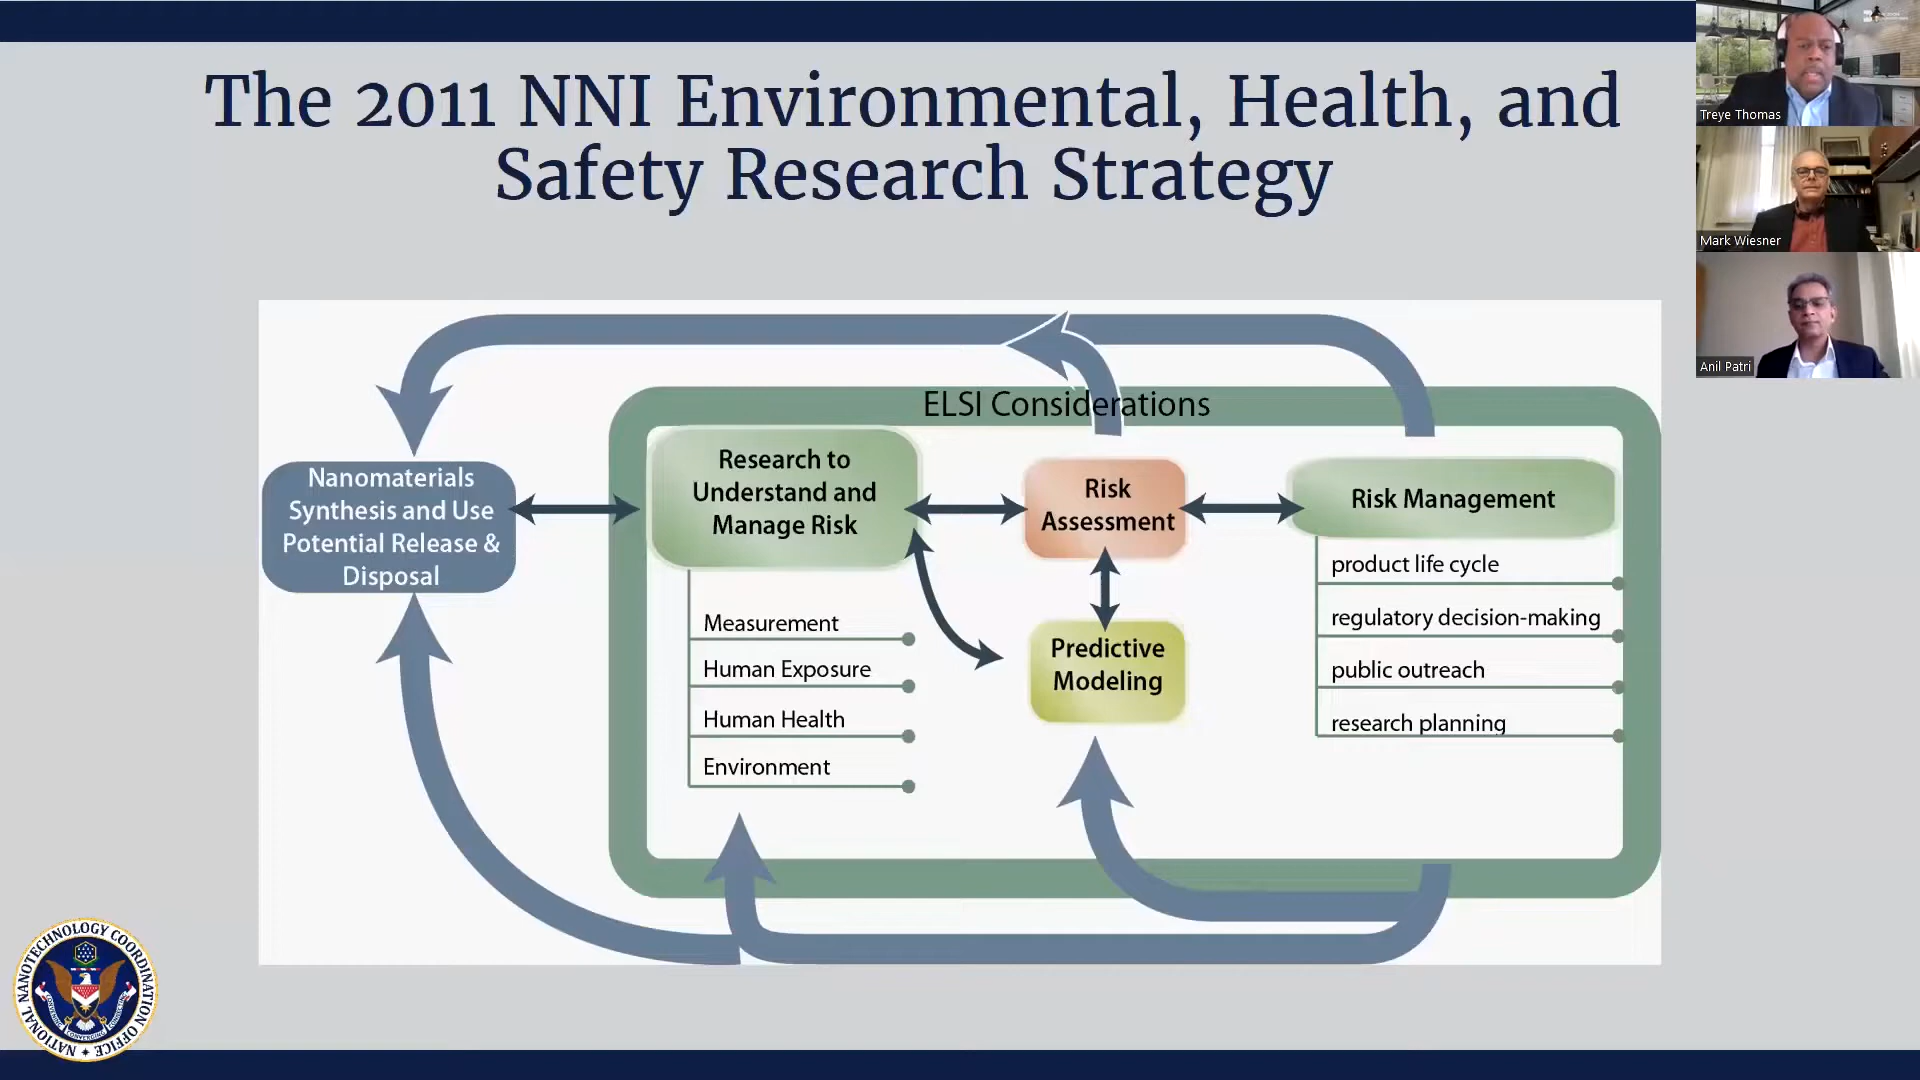 The 2011 NNI Environmental, Health, and
Safety Research Strategy
Treye Thomas
Mark Wiesner
Anil Patri
ELSI Considerations
Nanomaterials
Synthesis and Use
Potential Release &
Disposal
Research to
Understand and
Manage Risk
Measurement
Human Exposure
Human Health
Environment
Risk
Assessment
Predictive
Modeling
Risk Management
product life cycle
regulatory decision-making
public outreach
research planning
NATIONAL NANOTECHNOLOGY COORDINATION OFFICE